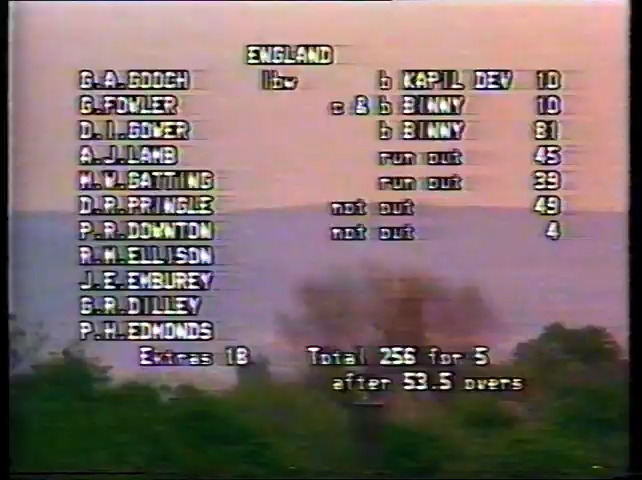 ENGLAND
G.A.GOOCH lbw b KAPIL DEV 10
G.FOWLER c & b BINNY 10
D.I.GOWER b BINNY 81
A.J.LAMB run out 45
M.W.GATTING run out 39
D.R.PRINGLE not out 49
P.R.DOWNTON not out 4
R.M.ELLISON
J.E.EMBUREY
G.R.DILLEY
P.H.EDMONDS
Extras 18 Total 256 for 5
after 53.5 overs